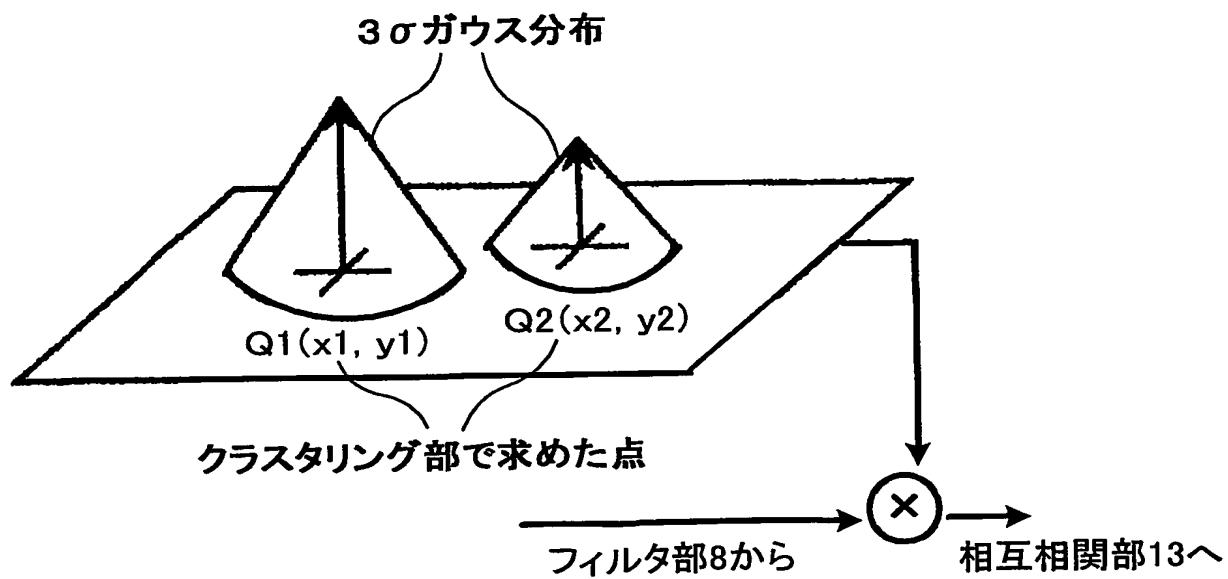 3σガウス分布
Q1(x1, y1)
Q2(x2, y2)
クラスタリング部で求めた点
フィルタ部8から
相互相関部13へ